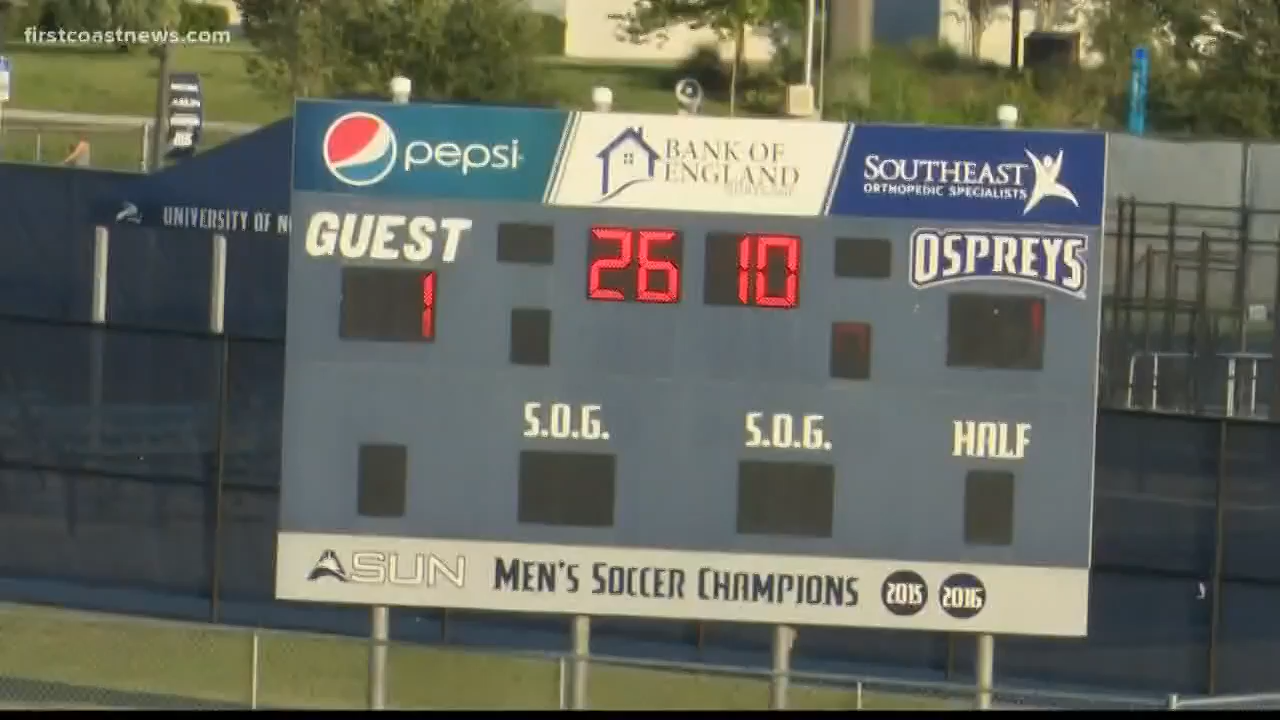 firstcoastnews.com
pepsi
BANK OF
ENGLAND
SOUTHEAST
ORTHOPEDIC SPECIALISTS
UNIVERSITY OF N
GUEST
26 10
OSPREYS
1
1
S.O.G.
S.O.G.
HALF
ASUN MEN'S SOCCER CHAMPIONS 2015 2016